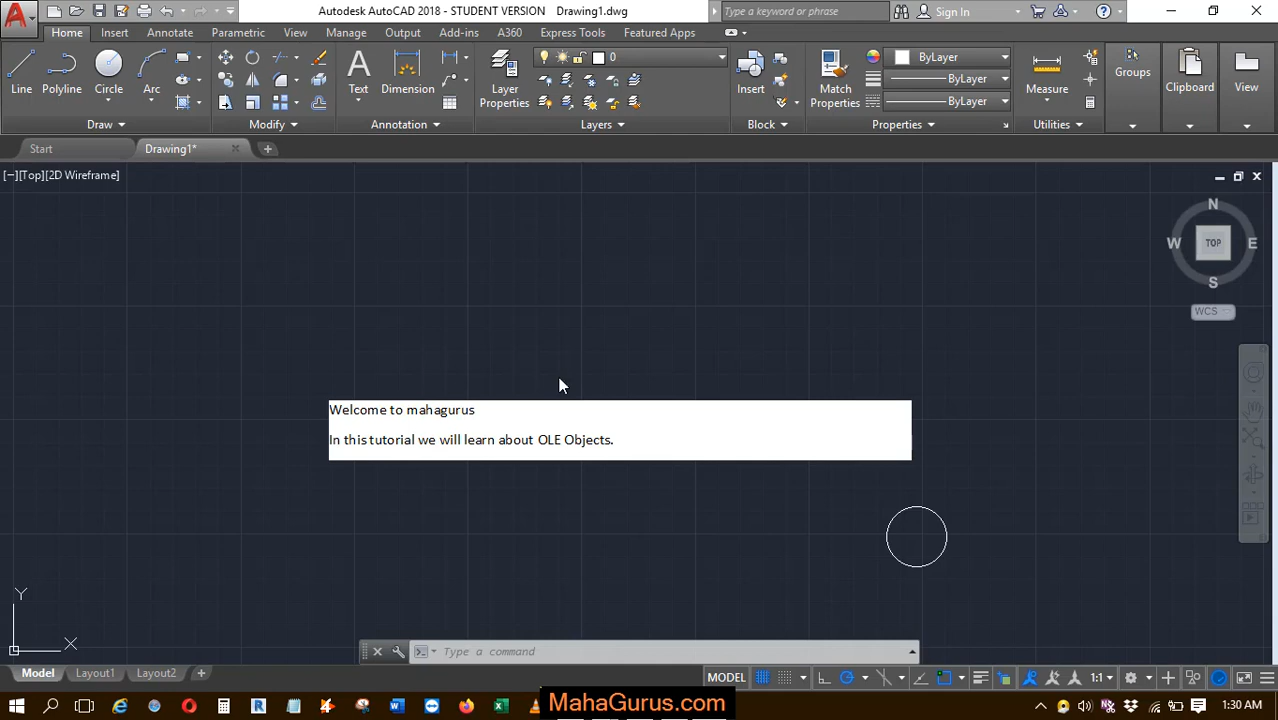 Autodesk AutoCAD 2018 - STUDENT VERSION Drawing1.dwg
Type a keyword or phrase
Sign In
Home Insert Annotate Parametric View Manage Output Add-ins A360 Express Tools Featured Apps
Line Polyline Circle Arc
Text Dimension
Layer Properties
0
Insert
Match Properties
ByLayer
ByLayer
ByLayer
Measure
Groups
Clipboard
View
Draw Modify Annotation Layers Block Properties Utilities
Start Drawing1*
[−][Top][2D Wireframe]
N
W TOP E
S
WCS
Welcome to mahagurus
In this tutorial we will learn about OLE Objects.
Y
X
Type a command
Model Layout1 Layout2
MODEL 1:1
MahaGurus.com
1:30 AM